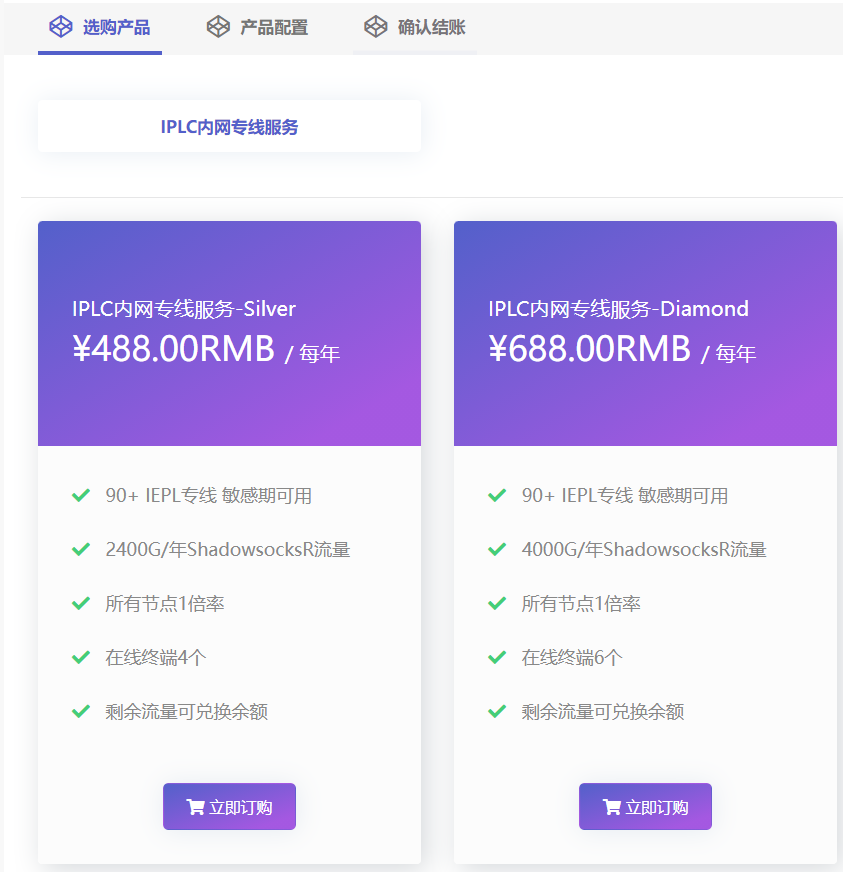 选购产品 产品配置 确认结账
IPLC内网专线服务
IPLC内网专线服务-Silver
¥488.00RMB / 每年
90+ IEPL专线 敏感期可用
2400G/年ShadowsocksR流量
所有节点1倍率
在线终端4个
剩余流量可兑换余额
立即订购
IPLC内网专线服务-Diamond
¥688.00RMB / 每年
90+ IEPL专线 敏感期可用
4000G/年ShadowsocksR流量
所有节点1倍率
在线终端6个
剩余流量可兑换余额
立即订购